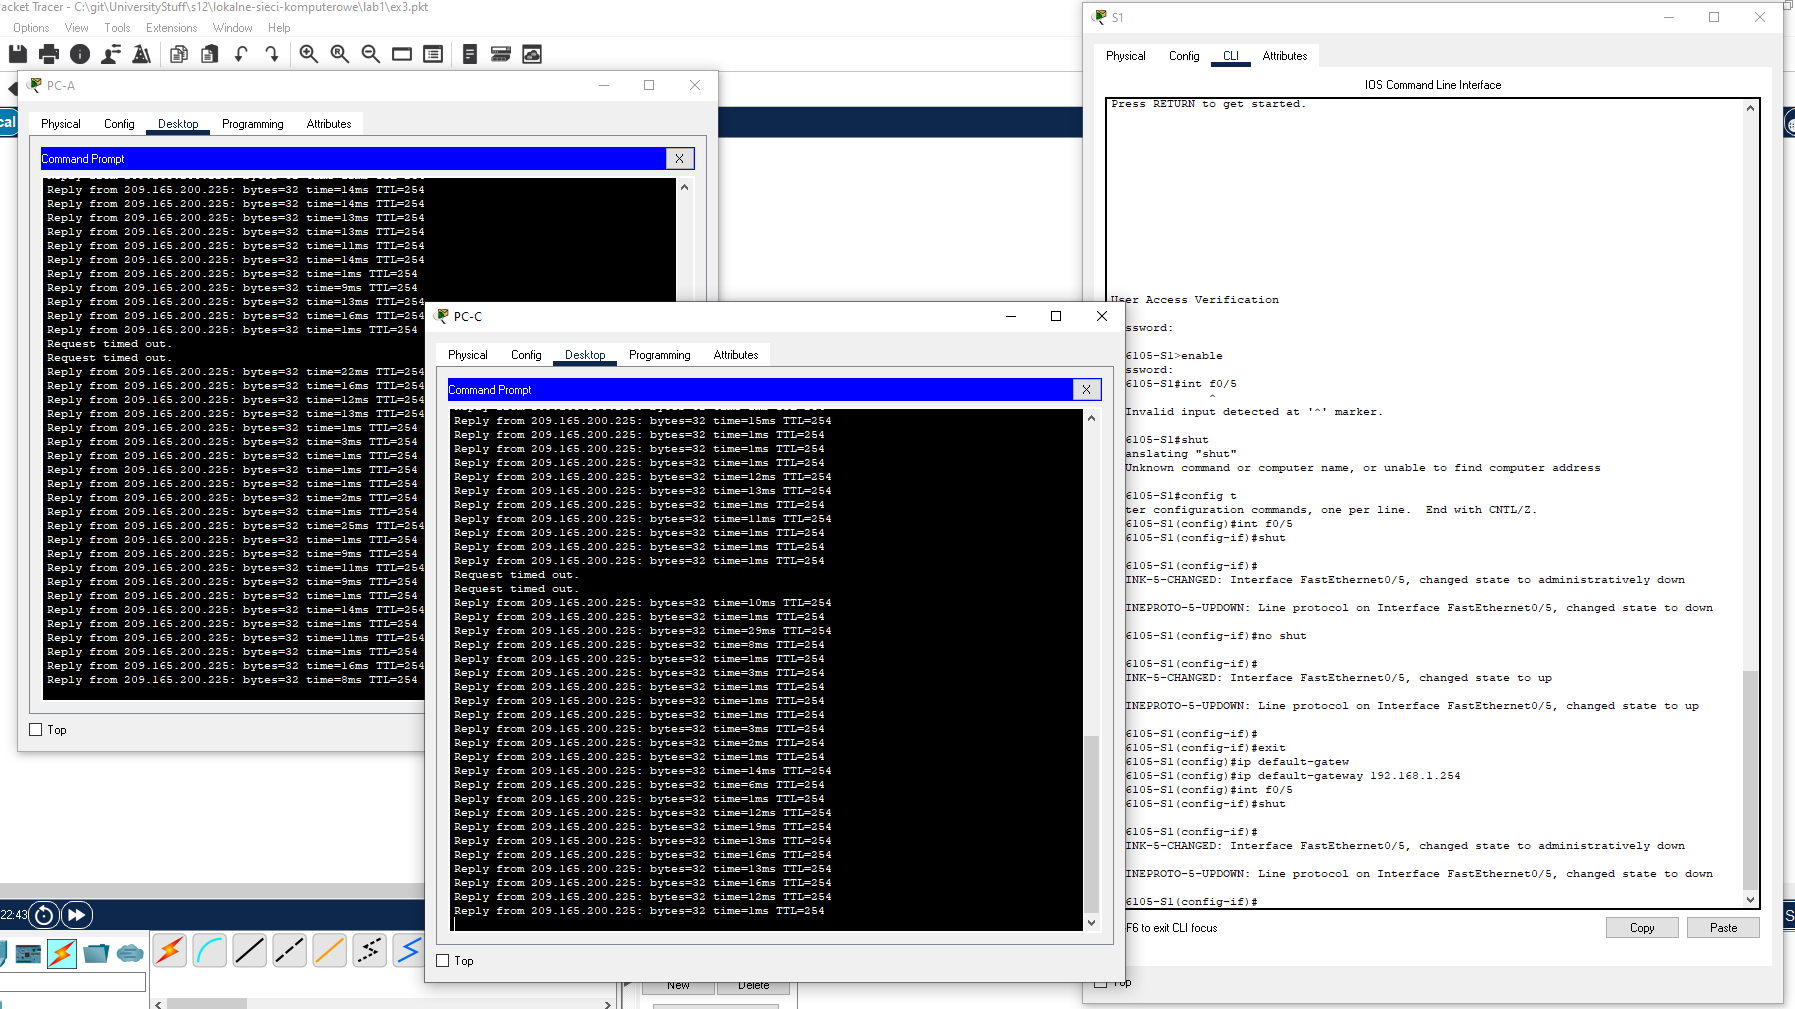 acket Tracer - C:\git\UniversityStuff\s12\lokalne-sieci-komputerowe\lab1\ex3.pkt
Options View Tools Extensions Window Help
PC-A
Physical Config Desktop Programming Attributes
Command Prompt X
Reply from 209.165.200.225: bytes=32 time=14ms TTL=254
Reply from 209.165.200.225: bytes=32 time=14ms TTL=254
Reply from 209.165.200.225: bytes=32 time=13ms TTL=254
Reply from 209.165.200.225: bytes=32 time=13ms TTL=254
Reply from 209.165.200.225: bytes=32 time=11ms TTL=254
Reply from 209.165.200.225: bytes=32 time=14ms TTL=254
Reply from 209.165.200.225: bytes=32 time=1ms TTL=254
Reply from 209.165.200.225: bytes=32 time=9ms TTL=254
Reply from 209.165.200.225: bytes=32 time=13ms TTL=254
Reply from 209.165.200.225: bytes=32 time=16ms TTL=254
Reply from 209.165.200.225: bytes=32 time=1ms TTL=254
Request timed out.
Request timed out.
Reply from 209.165.200.225: bytes=32 time=22ms TTL=254
Reply from 209.165.200.225: bytes=32 time=16ms TTL=254
Reply from 209.165.200.225: bytes=32 time=12ms TTL=254
Reply from 209.165.200.225: bytes=32 time=13ms TTL=254
Reply from 209.165.200.225: bytes=32 time=1ms TTL=254
Reply from 209.165.200.225: bytes=32 time=3ms TTL=254
Reply from 209.165.200.225: bytes=32 time=1ms TTL=254
Reply from 209.165.200.225: bytes=32 time=1ms TTL=254
Reply from 209.165.200.225: bytes=32 time=2ms TTL=254
Reply from 209.165.200.225: bytes=32 time=1ms TTL=254
Reply from 209.165.200.225: bytes=32 time=25ms TTL=254
Reply from 209.165.200.225: bytes=32 time=1ms TTL=254
Reply from 209.165.200.225: bytes=32 time=9ms TTL=254
Reply from 209.165.200.225: bytes=32 time=11ms TTL=254
Reply from 209.165.200.225: bytes=32 time=9ms TTL=254
Reply from 209.165.200.225: bytes=32 time=1ms TTL=254
Reply from 209.165.200.225: bytes=32 time=14ms TTL=254
Reply from 209.165.200.225: bytes=32 time=1ms TTL=254
Reply from 209.165.200.225: bytes=32 time=11ms TTL=254
Reply from 209.165.200.225: bytes=32 time=1ms TTL=254
Reply from 209.165.200.225: bytes=32 time=16ms TTL=254
Reply from 209.165.200.225: bytes=32 time=8ms TTL=254
Top
PC-C
Physical Config Desktop Programming Attributes
Command Prompt X
Reply from 209.165.200.225: bytes=32 time=15ms TTL=254
Reply from 209.165.200.225: bytes=32 time=1ms TTL=254
Reply from 209.165.200.225: bytes=32 time=1ms TTL=254
Reply from 209.165.200.225: bytes=32 time=1ms TTL=254
Reply from 209.165.200.225: bytes=32 time=12ms TTL=254
Reply from 209.165.200.225: bytes=32 time=13ms TTL=254
Reply from 209.165.200.225: bytes=32 time=1ms TTL=254
Reply from 209.165.200.225: bytes=32 time=11ms TTL=254
Reply from 209.165.200.225: bytes=32 time=1ms TTL=254
Reply from 209.165.200.225: bytes=32 time=1ms TTL=254
Reply from 209.165.200.225: bytes=32 time=1ms TTL=254
Request timed out.
Request timed out.
Reply from 209.165.200.225: bytes=32 time=10ms TTL=254
Reply from 209.165.200.225: bytes=32 time=1ms TTL=254
Reply from 209.165.200.225: bytes=32 time=29ms TTL=254
Reply from 209.165.200.225: bytes=32 time=8ms TTL=254
Reply from 209.165.200.225: bytes=32 time=1ms TTL=254
Reply from 209.165.200.225: bytes=32 time=3ms TTL=254
Reply from 209.165.200.225: bytes=32 time=1ms TTL=254
Reply from 209.165.200.225: bytes=32 time=1ms TTL=254
Reply from 209.165.200.225: bytes=32 time=3ms TTL=254
Reply from 209.165.200.225: bytes=32 time=2ms TTL=254
Reply from 209.165.200.225: bytes=32 time=1ms TTL=254
Reply from 209.165.200.225: bytes=32 time=14ms TTL=254
Reply from 209.165.200.225: bytes=32 time=6ms TTL=254
Reply from 209.165.200.225: bytes=32 time=1ms TTL=254
Reply from 209.165.200.225: bytes=32 time=12ms TTL=254
Reply from 209.165.200.225: bytes=32 time=19ms TTL=254
Reply from 209.165.200.225: bytes=32 time=13ms TTL=254
Reply from 209.165.200.225: bytes=32 time=16ms TTL=254
Reply from 209.165.200.225: bytes=32 time=13ms TTL=254
Reply from 209.165.200.225: bytes=32 time=16ms TTL=254
Reply from 209.165.200.225: bytes=32 time=12ms TTL=254
Reply from 209.165.200.225: bytes=32 time=1ms TTL=254
Top
S1
Physical Config CLI Attributes
IOS Command Line Interface
Press RETURN to get started.
User Access Verification
ssword:
6105-S1>enable
ssword:
6105-S1#int f0/5
^
Invalid input detected at '^' marker.
6105-S1#shut
anslating "shut"
Unknown command or computer name, or unable to find computer address
6105-S1#config t
ter configuration commands, one per line. End with CNTL/Z.
6105-S1(config)#int f0/5
6105-S1(config-if)#shut
6105-S1(config-if)#
INK-5-CHANGED: Interface FastEthernet0/5, changed state to administratively down
INEPROTO-5-UPDOWN: Line protocol on Interface FastEthernet0/5, changed state to down
6105-S1(config-if)#no shut
6105-S1(config-if)#
INK-5-CHANGED: Interface FastEthernet0/5, changed state to up
INEPROTO-5-UPDOWN: Line protocol on Interface FastEthernet0/5, changed state to up
6105-S1(config-if)#
6105-S1(config-if)#exit
6105-S1(config)#ip default-gatew
6105-S1(config)#ip default-gateway 192.168.1.254
6105-S1(config)#int f0/5
6105-S1(config-if)#shut
6105-S1(config-if)#
INK-5-CHANGED: Interface FastEthernet0/5, changed state to administratively down
INEPROTO-5-UPDOWN: Line protocol on Interface FastEthernet0/5, changed state to down
6105-S1(config-if)#
-F6 to exit CLI focus
Copy Paste
Top
cal
22:43
New Delete
S